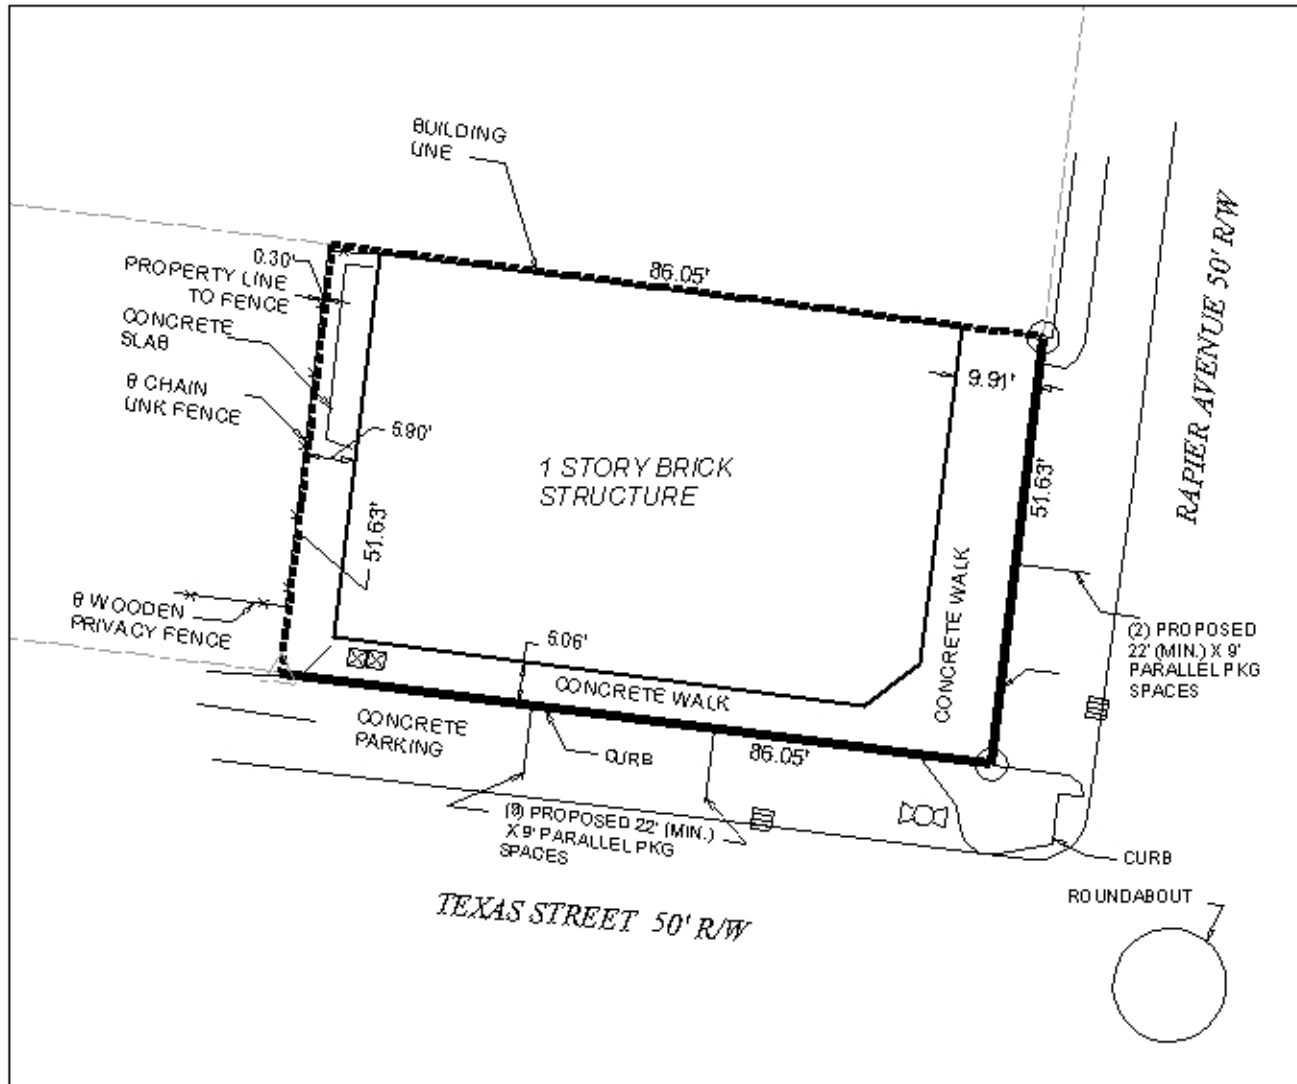 BUILDING
LINE
86.05'
0.30'
PROPERTY LINE
TO FENCE
CONCRETE
SLAB
8 CHAIN
LINK FENCE
5.90'
9.91'
1 STORY BRICK
STRUCTURE
51.63'
51.63'
RAPIER AVENUE 50' R/W
8 WOODEN
PRIVACY FENCE
5.06'
CONCRETE WALK
CONCRETE WALK
(2) PROPOSED
22' (MIN.) X 9'
PARALLEL PKG
SPACES
CONCRETE
PARKING
CURB
86.05'
PROPOSED 22' (MIN.)
X 9' PARALLEL PKG
SPACES
CURB
TEXAS STREET 50' R/W
ROUNDABOUT